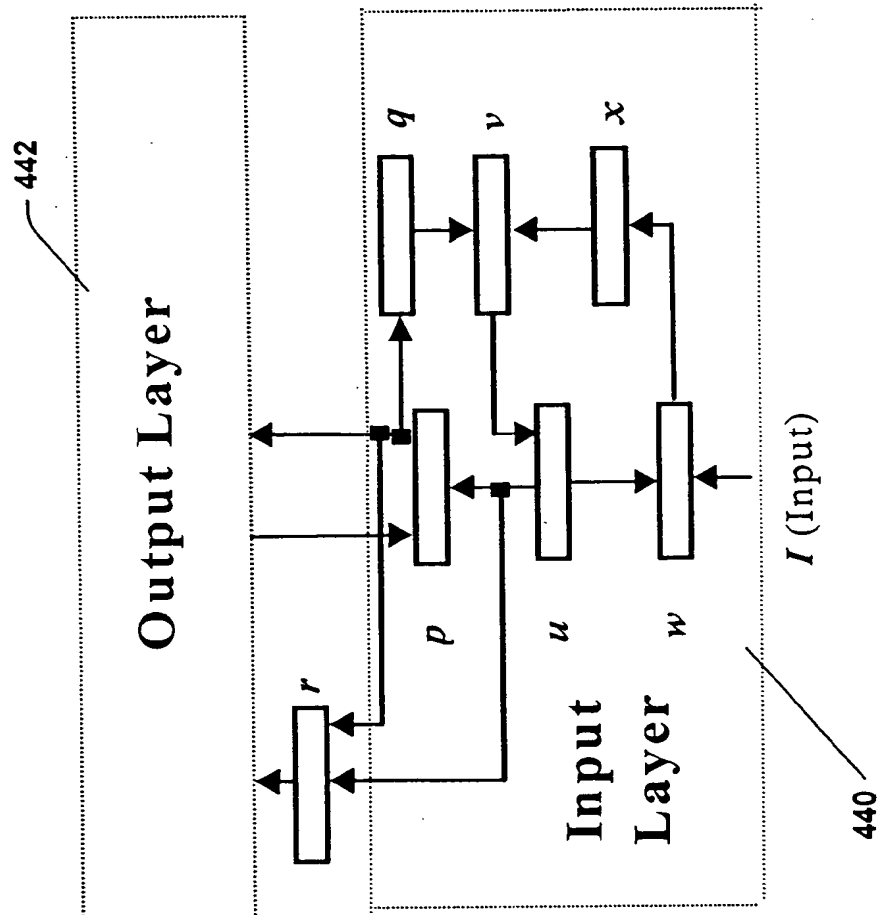 442
Output Layer
r
q
v
x
p
u
w
Input
Layer
I (Input)
440